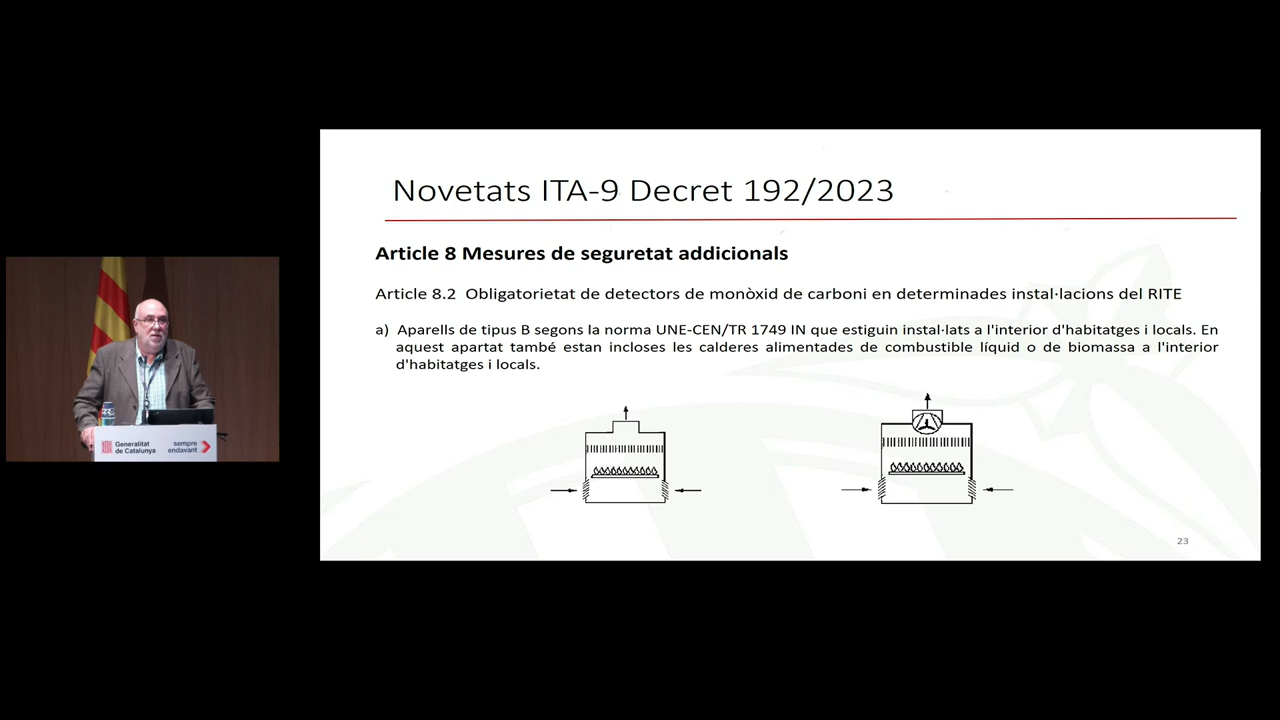 Novetats ITA-9 Decret 192/2023
Article 8 Mesures de seguretat addicionals
Article 8.2 Obligatorietat de detectors de monòxid de carboni en determinades instal·lacions del RITE
a) Aparells de tipus B segons la norma UNE-CEN/TR 1749 IN que estiguin instal·lats a l'interior d'habitatges i locals. En
aquest apartat també estan incloses les calderes alimentades de combustible líquid o de biomassa a l'interior
d'habitatges i locals.
23
Generalitat
de Catalunya
sempre
endavant